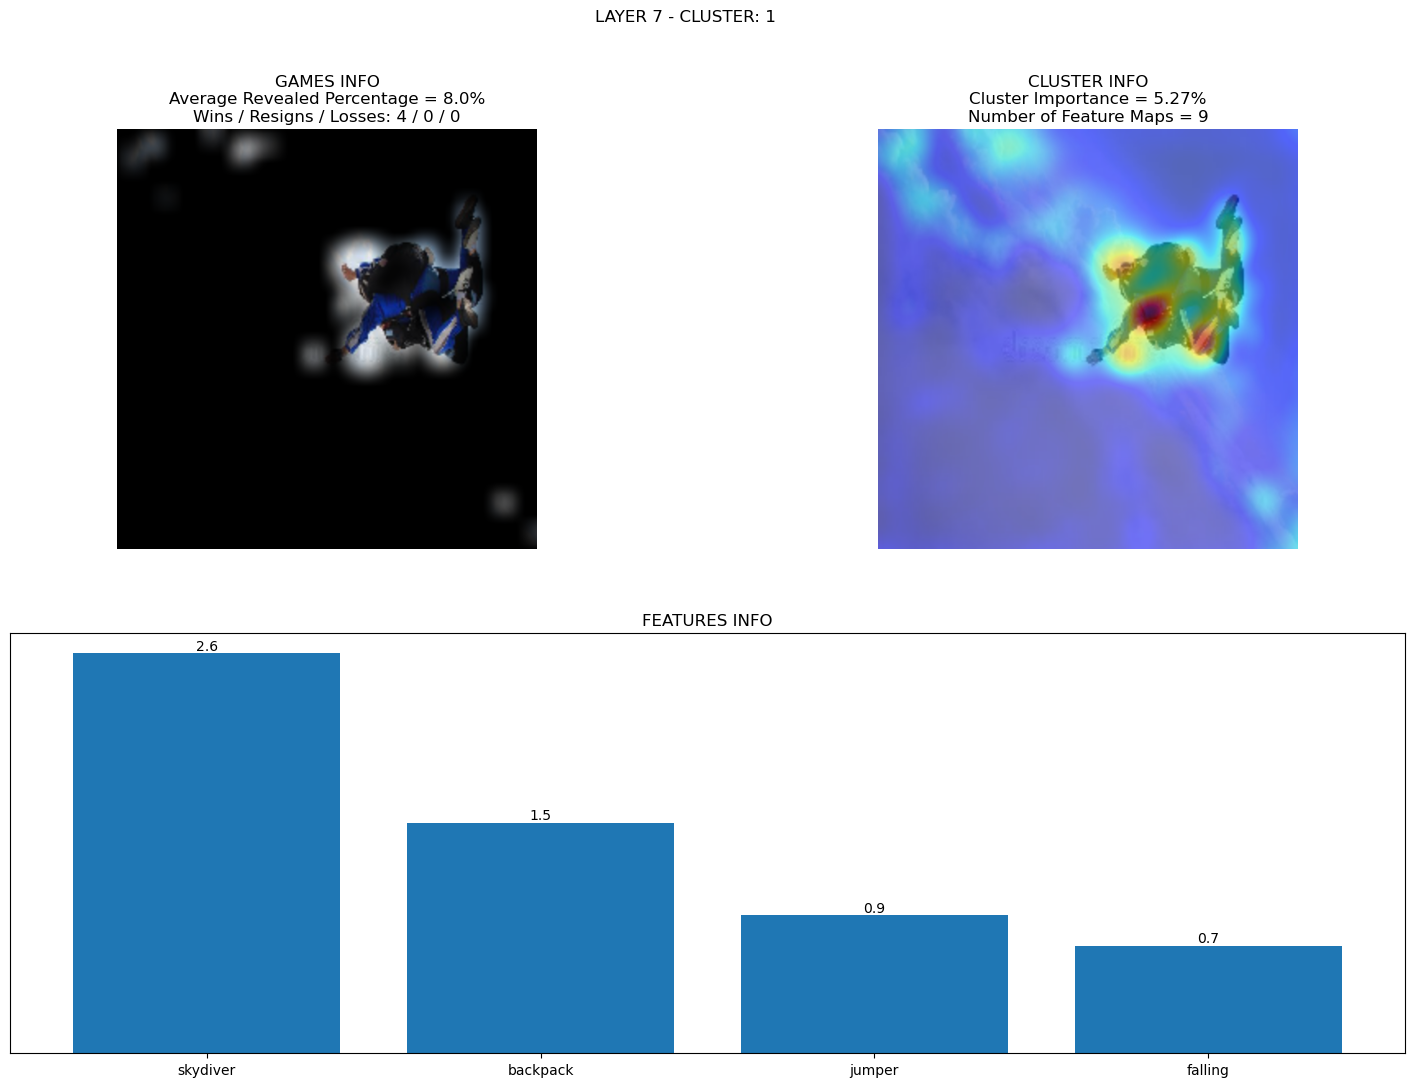 LAYER 7 - CLUSTER: 1
GAMES INFO
Average Revealed Percentage = 8.0%
Wins / Resigns / Losses: 4 / 0 / 0
CLUSTER INFO
Cluster Importance = 5.27%
Number of Feature Maps = 9
FEATURES INFO
2.6
1.5
0.9
0.7
skydiver
backpack
jumper
falling